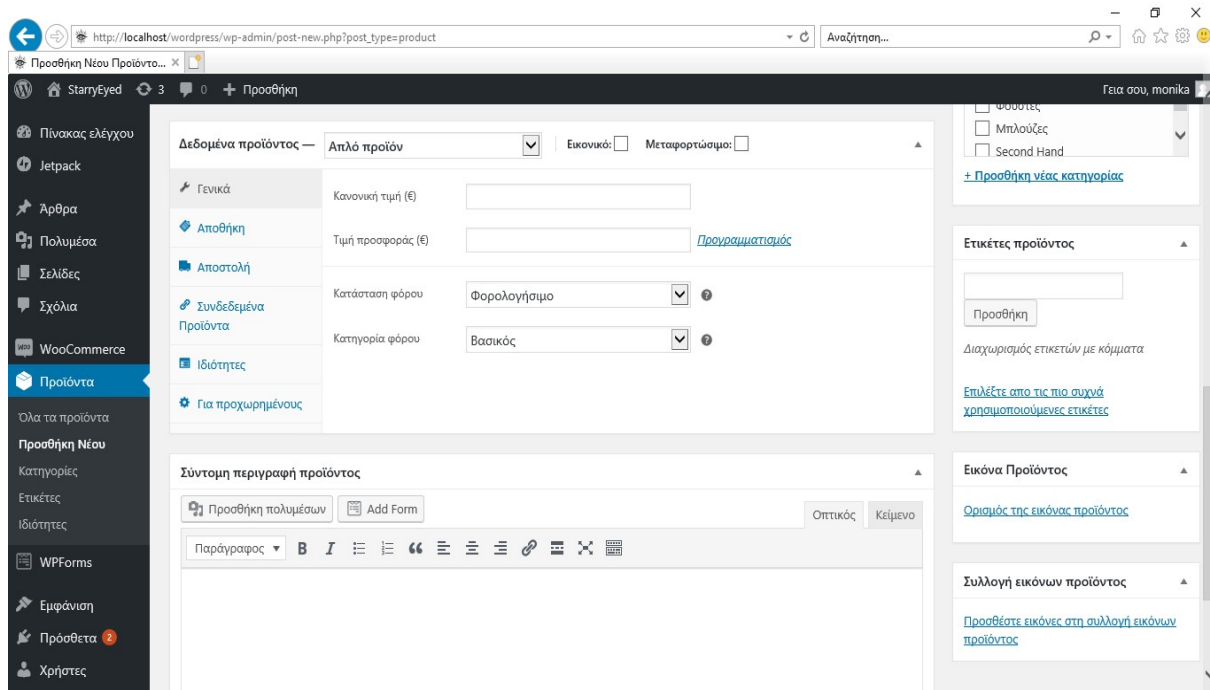 http://localhost/wordpress/wp-admin/post-new.php?post_type=product
Αναζήτηση...
Προσθήκη Νέου Προϊόντο...
StarryEyed 3 0 Προσθήκη
Γεια σου, monika
Πίνακας ελέγχου
Jetpack
Άρθρα
Πολυμέσα
Σελίδες
Σχόλια
WooCommerce
Προϊόντα
Όλα τα προϊόντα
Προσθήκη Νέου
Κατηγορίες
Ετικέτες
Ιδιότητες
WPForms
Εμφάνιση
Πρόσθετα 2
Χρήστες
Δεδομένα προϊόντος — Απλό προϊόν Εικονικό: Μεταφορτώσιμο:
Γενικά
Αποθήκη
Αποστολή
Συνδεδεμένα
Προϊόντα
Ιδιότητες
Για προχωρημένους
Κανονική τιμή (€)
Τιμή προσφοράς (€) Προγραμματισμός
Κατάσταση φόρου Φορολογήσιμο
Κατηγορία φόρου Βασικός
Σύντομη περιγραφή προϊόντος
Προσθήκη πολυμέσων Add Form
Οπτικός Κείμενο
Παράγραφος
Φούστες
Μπλούζες
Second Hand
+ Προσθήκη νέας κατηγορίας
Ετικέτες προϊόντος
Προσθήκη
Διαχωρισμός ετικετών με κόμματα
Επιλέξτε απο τις πιο συχνά
χρησιμοποιούμενες ετικέτες
Εικόνα Προϊόντος
Ορισμός της εικόνας προϊόντος
Συλλογή εικόνων προϊόντος
Προσθέστε εικόνες στη συλλογή εικόνων
προϊόντος